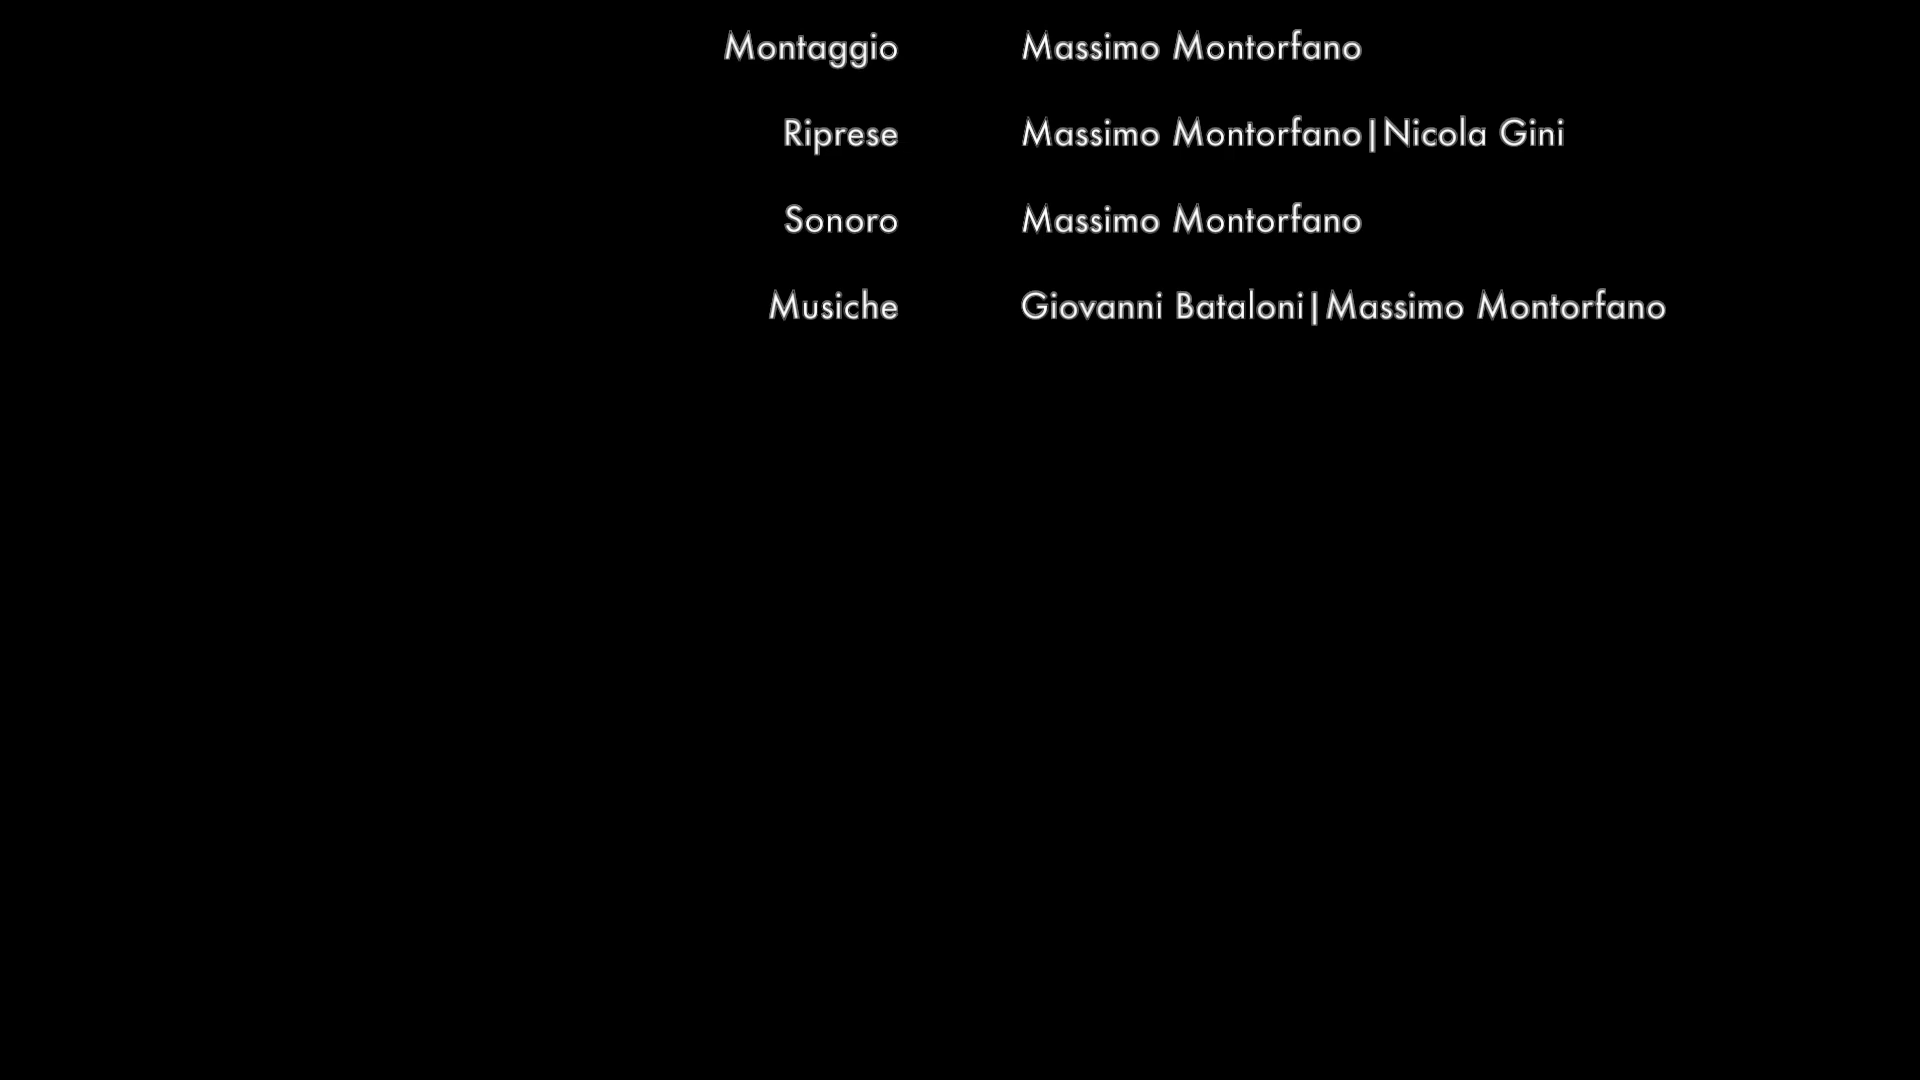 Montaggio Massimo Montorfano
Riprese Massimo Montorfano|Nicola Gini
Sonoro Massimo Montorfano
Musiche Giovanni Bataloni|Massimo Montorfano